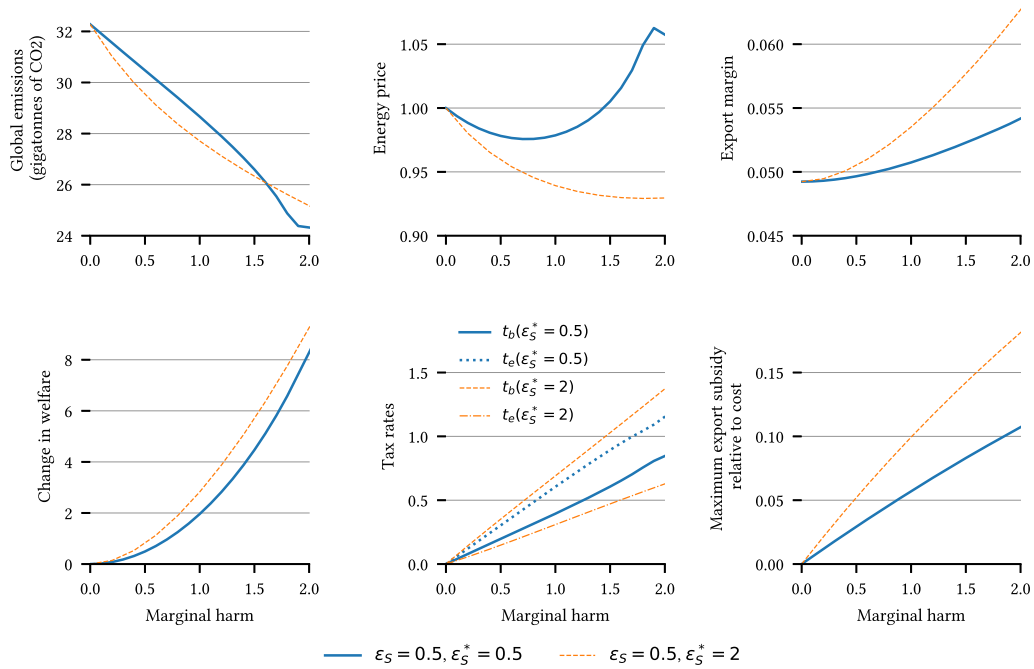 Global emissions
(gigatonnes of CO2)
32
30
28
26
24
0.0 0.5 1.0 1.5 2.0
Energy price
1.05
1.00
0.95
0.90
0.0 0.5 1.0 1.5 2.0
Export margin
0.060
0.055
0.050
0.045
0.0 0.5 1.0 1.5 2.0
Change in welfare
8
6
4
2
0
0.0 0.5 1.0 1.5 2.0
Marginal harm
Tax rates
t_b(ε_S^* = 0.5)
t_e(ε_S^* = 0.5)
t_b(ε_S^* = 2)
t_e(ε_S^* = 2)
1.5
1.0
0.5
0.0
0.0 0.5 1.0 1.5 2.0
Marginal harm
Maximum export subsidy
relative to cost
0.15
0.10
0.05
0.00
0.0 0.5 1.0 1.5 2.0
Marginal harm
ε_S = 0.5, ε_S^* = 0.5
ε_S = 0.5, ε_S^* = 2